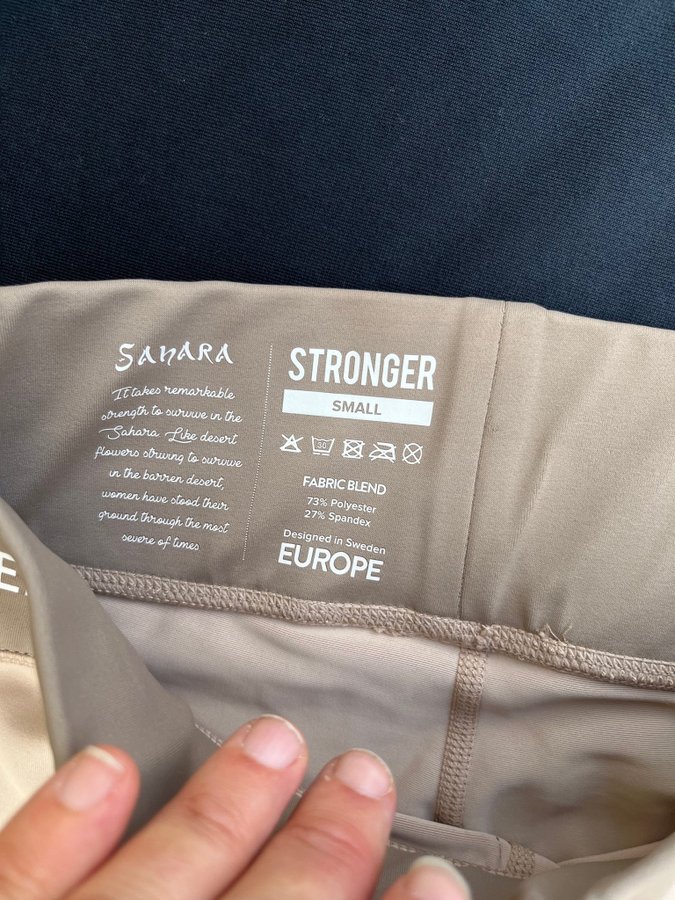 SAHARA
It takes remarkable
strength to survive in the
Sahara. Like desert
flowers striving to survive
in the barren desert,
women have stood their
ground through the most
severe of times
STRONGER
SMALL
30
FABRIC BLEND
73% Polyester
27% Spandex
Designed in Sweden
EUROPE